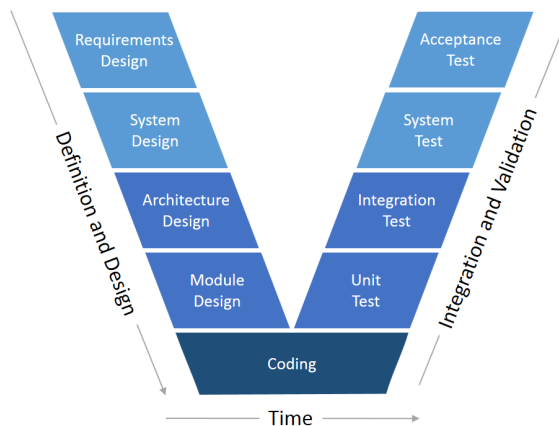 Requirements
Design
Acceptance
Test
System
Design
System
Test
Architecture
Design
Integration
Test
Module
Design
Unit
Test
Coding
Definition and Design
Integration and Validation
Time